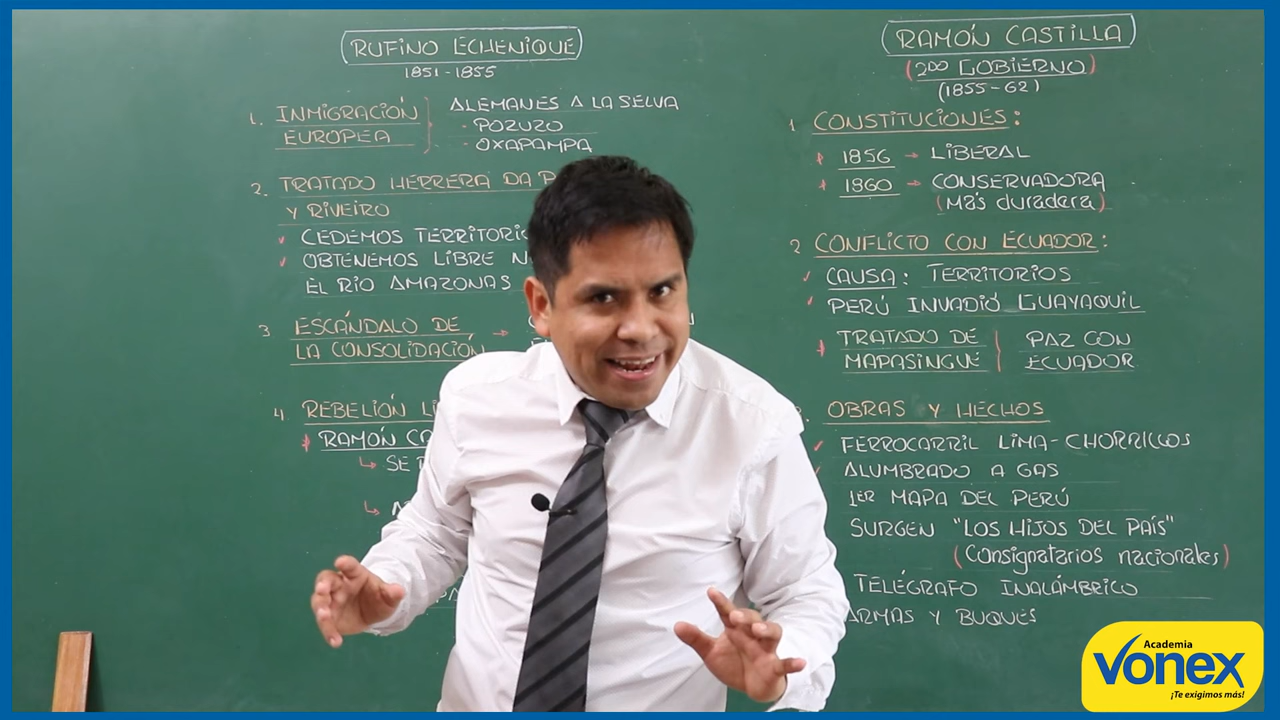 RUFINO ECHENIQUE
1851-1855
1. INMIGRACIÓN
EUROPEA
ALEMANES A LA SELVA
- POZUZO
- OXAPAMPA
2. TRATADO HERRERA DA
Y RIVEIRO
CEDEMOS
OBTENEMOS LIBRE
EL RÍO AMAZONAS
3 ESCÁNDALO DE
LA CONSOLIDACIÓN →
4. REBELIÓN
RAMÓN
SE
RAMÓN CASTILLA
(2DO GOBIERNO)
(1855-62)
1 CONSTITUCIONES:
1856 → LIBERAL
1860 → CONSERVADORA
(Más duradera)
2 CONFLICTO CON ECUADOR:
CAUSA: TERRITORIOS
PERÚ INVADIÓ GUAYAQUIL
TRATADO DE
MAPASINGUE
PAZ CON
ECUADOR
OBRAS Y HECHOS
FERROCARRIL LIMA-CHORRILLOS
ALUMBRADO A GAS
1ER MAPA DEL PERÚ
SURGEN "LOS HIJOS DEL PAÍS"
(Consignatarios nacionales)
TELÉGRAFO INALÁMBRICO
ARMAS Y BUQUES
Academia
Vonex
¡Te exigimos más!